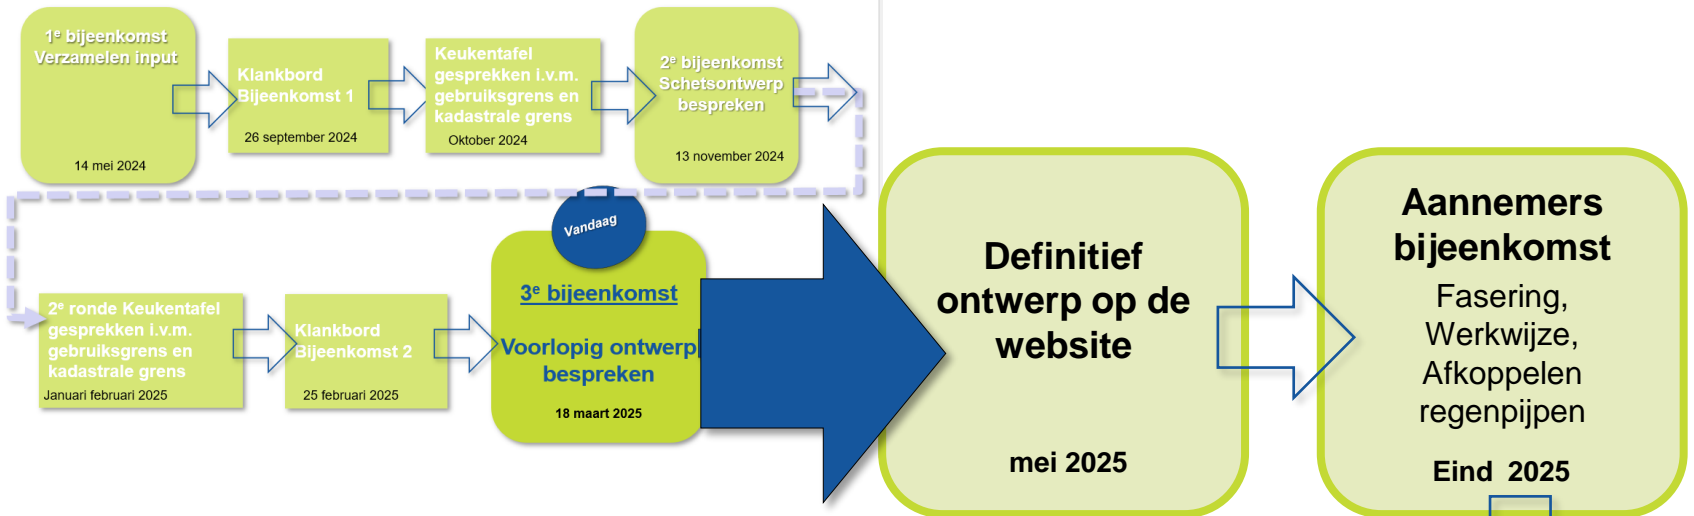 1e bijeenkomst
Verzamelen input
14 mei 2024
Klankbord
Bijeenkomst 1
26 september 2024
Keukentafel
gesprekken i.v.m.
gebruiksgrens en
kadastrale grens
Oktober 2024
2e bijeenkomst
Schetsontwerp
bespreken
13 november 2024
2e ronde Keukentafel
gesprekken i.v.m.
gebruiksgrens en
kadastrale grens
Januari februari 2025
Klankbord
Bijeenkomst 2
25 februari 2025
Vandaag
3e bijeenkomst
Voorlopig ontwerp
bespreken
18 maart 2025
Definitief
ontwerp op de
website
mei 2025
Aannemers
bijeenkomst
Fasering,
Werkwijze,
Afkoppelen
regenpijpen
Eind 2025